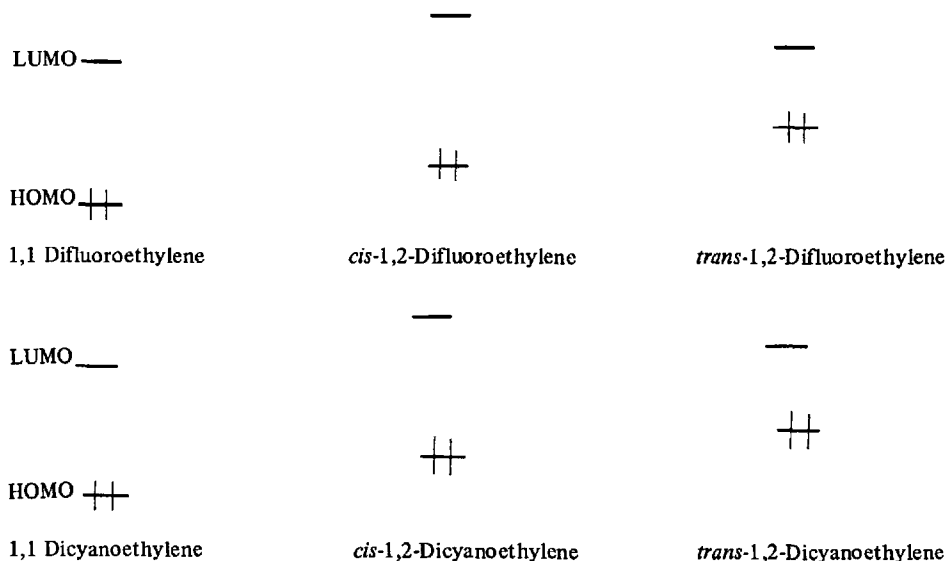 LUMO
HOMO
1,1 Difluoroethylene cis-1,2-Difluoroethylene trans-1,2-Difluoroethylene
LUMO
HOMO
1,1 Dicyanoethylene cis-1,2-Dicyanoethylene trans-1,2-Dicyanoethylene